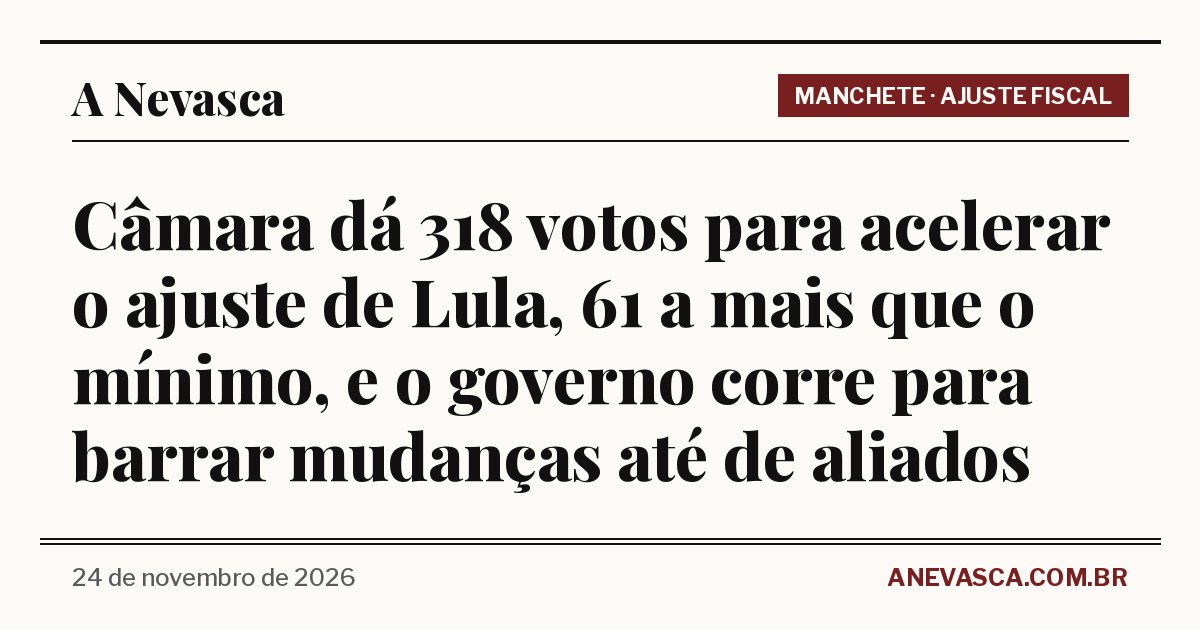 A Nevasca
MANCHETE · AJUSTE FISCAL
Câmara dá 318 votos para acelerar
o ajuste de Lula, 61 a mais que o
mínimo, e o governo corre para
barrar mudanças até de aliados
24 de novembro de 2026
ANEVASCA.COM.BR